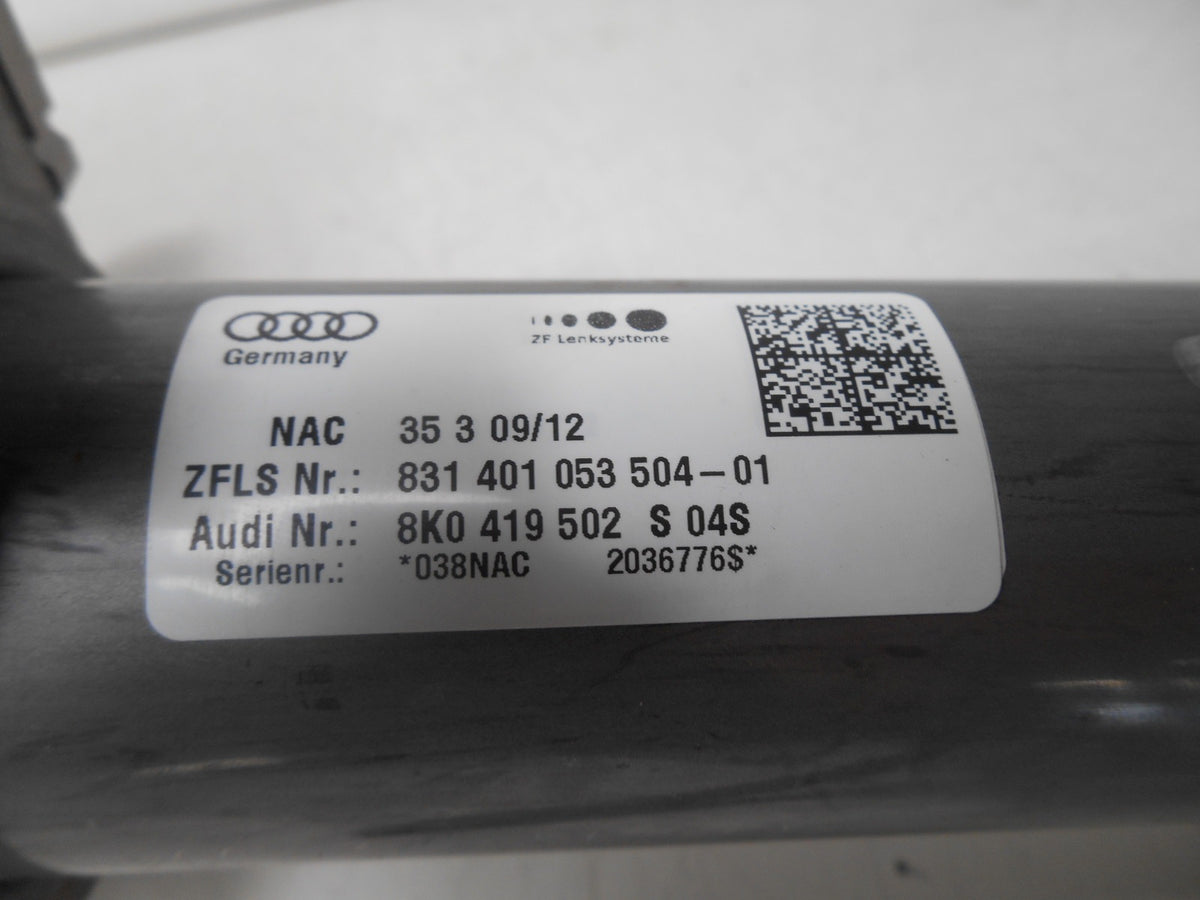 Germany
ZF Lenksysteme
NAC 35 3 09/12
ZFLS Nr.: 831 401 053 504-01
Audi Nr.: 8K0 419 502 S 04S
Serienr.: *038NAC 2036776$*